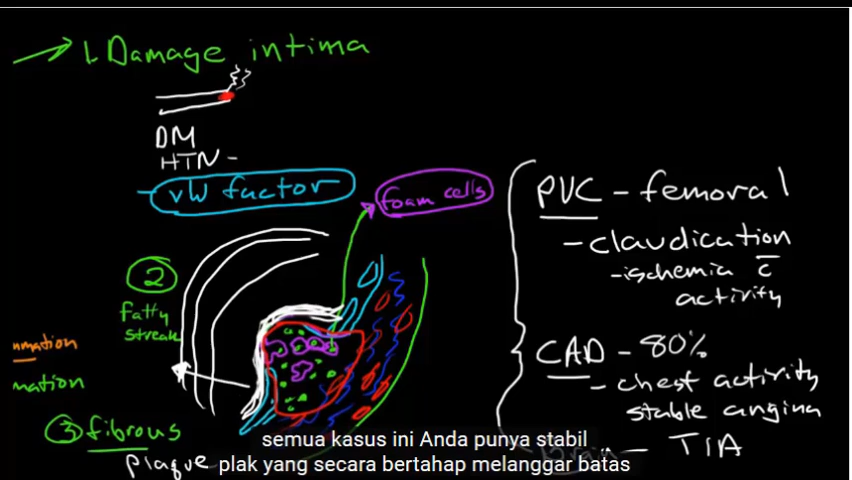 1. Damage intima
DM
HTN -
vW factor
foam cells
2
fatty
streak
mation
mation
3 fibrous
plaque
PVC - femoral
- claudication
- ischemia c̄
activity
CAD - 80%
- chest activity
stable angina
- TIA
semua kasus ini Anda punya stabil
plak yang secara bertahap melanggar batas